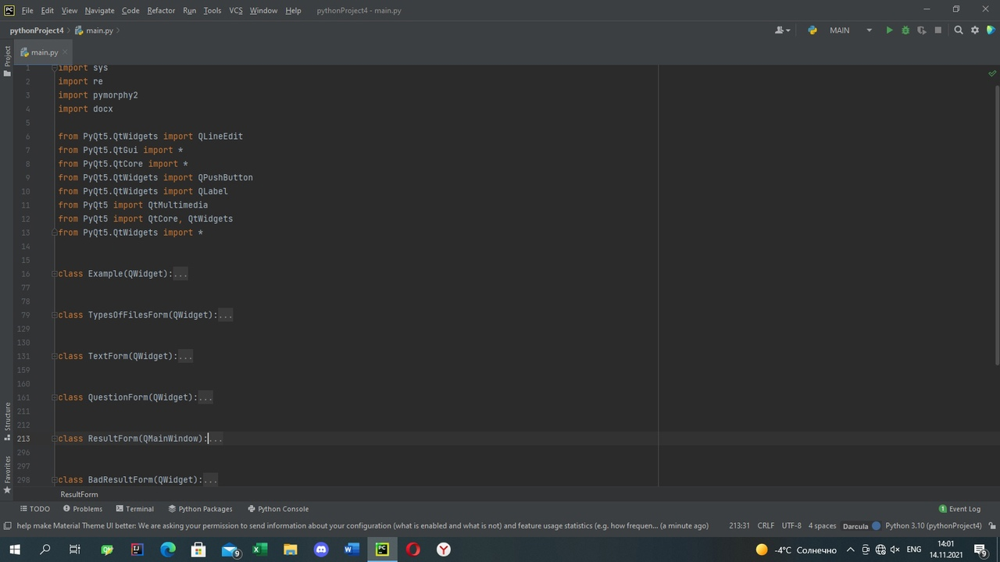 PC File Edit View Navigate Code Refactor Run Tools VCS Window Help pythonProject4 - main.py
pythonProject4 main.py MAIN
main.py
Project
1 import sys
2 import re
3 import pymorphy2
4 import docx
5
6 from PyQt5.QtWidgets import QLineEdit
7 from PyQt5.QtGui import *
8 from PyQt5.QtCore import *
9 from PyQt5.QtWidgets import QPushButton
10 from PyQt5.QtWidgets import QLabel
11 from PyQt5 import QtMultimedia
12 from PyQt5 import QtCore, QtWidgets
13 from PyQt5.QtWidgets import *
14
15
16 class Example(QWidget):...
77
78
79 class TypesOfFilesForm(QWidget):...
129
130
131 class TextForm(QWidget):...
159
160
161 class QuestionForm(QWidget):...
211
212
213 class ResultForm(QMainWindow):...
296
297
298 class BadResultForm(QWidget):...
Structure
Favorites
ResultForm
TODO Problems Terminal Python Packages Python Console 1 Event Log
help make Material Theme UI better: We are asking your permission to send information about your configuration (what is enabled and what is not) and feature usage statistics (e.g. how frequen... (a minute ago) 213:31 CRLF UTF-8 4 spaces Darcula Python 3.10 (pythonProject4)
9 -4°C Солнечно ENG 14:01
14.11.2021 9